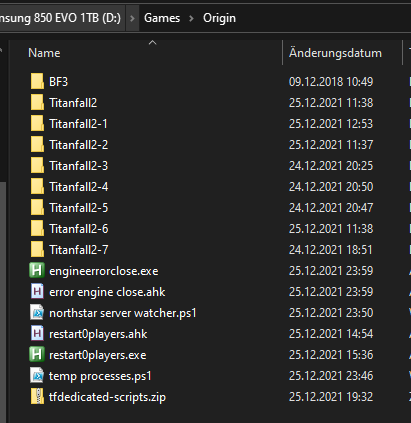 nsung 850 EVO 1TB (D:) > Games > Origin
Name Änderungsdatum
BF3 09.12.2018 10:49
Titanfall2 25.12.2021 11:38
Titanfall2-1 25.12.2021 12:53
Titanfall2-2 25.12.2021 11:37
Titanfall2-3 24.12.2021 20:25
Titanfall2-4 24.12.2021 20:50
Titanfall2-5 24.12.2021 20:47
Titanfall2-6 25.12.2021 11:38
Titanfall2-7 24.12.2021 18:51
engineerrorclose.exe 25.12.2021 23:59
error engine close.ahk 25.12.2021 23:59
northstar server watcher.ps1 25.12.2021 23:50
restart0players.ahk 25.12.2021 14:54
restart0players.exe 25.12.2021 15:36
temp processes.ps1 25.12.2021 23:46
tfdedicated-scripts.zip 25.12.2021 19:32